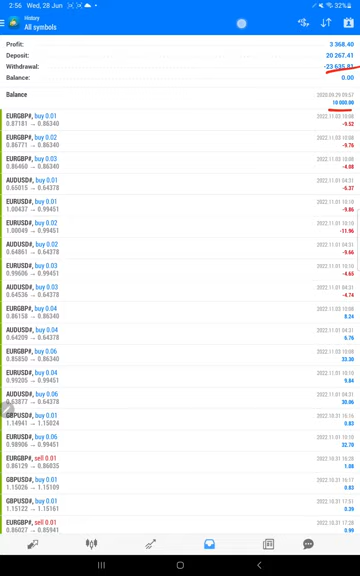 2:56 Wed, 28 Jun
32%
History
All symbols
Profit: 3 368.40
Deposit: 20 267.41
Withdrawal: -23 635.81
Balance: 0.00
Balance 2020.09.29 09:57
10 000.00
EURGBP#, buy 0.01 2022.11.03 10:08
0.87181 → 0.86340 -9.52
EURGBP#, buy 0.02 2022.11.03 10:08
0.86771 → 0.86340 -9.76
EURGBP#, buy 0.03 2022.11.03 10:08
0.86460 → 0.86340 -4.08
AUDUSD#, buy 0.01 2022.11.01 04:31
0.65015 → 0.64378 -6.37
EURUSD#, buy 0.01 2022.11.01 10:10
1.00437 → 0.99451 -9.86
EURUSD#, buy 0.02 2022.11.01 10:10
1.00049 → 0.99451 -11.96
AUDUSD#, buy 0.02 2022.11.01 04:31
0.64861 → 0.64378 -9.66
EURUSD#, buy 0.03 2022.11.01 10:10
0.99606 → 0.99451 -4.65
AUDUSD#, buy 0.03 2022.11.01 04:31
0.64536 → 0.64378 -4.74
EURGBP#, buy 0.04 2022.11.03 10:08
0.86158 → 0.86340 8.24
AUDUSD#, buy 0.04 2022.11.01 04:31
0.64209 → 0.64378 6.76
EURGBP#, buy 0.06 2022.11.03 10:08
0.85850 → 0.86340 33.30
EURUSD#, buy 0.04 2022.11.01 10:10
0.99205 → 0.99451 9.84
AUDUSD#, buy 0.06 2022.11.01 04:31
0.63877 → 0.64378 30.06
GBPUSD#, buy 0.01 2022.10.31 16:16
1.14941 → 1.15024 0.83
EURUSD#, buy 0.06 2022.11.01 10:10
0.98906 → 0.99451 32.70
EURGBP#, sell 0.01 2022.10.31 16:28
0.86129 → 0.86035 1.08
GBPUSD#, buy 0.01 2022.10.31 16:17
1.15026 → 1.15109 0.83
GBPUSD#, buy 0.01 2022.10.31 17:51
1.15122 → 1.15161 0.39
EURGBP#, sell 0.01 2022.10.31 17:28
0.86027 → 0.85941 0.99